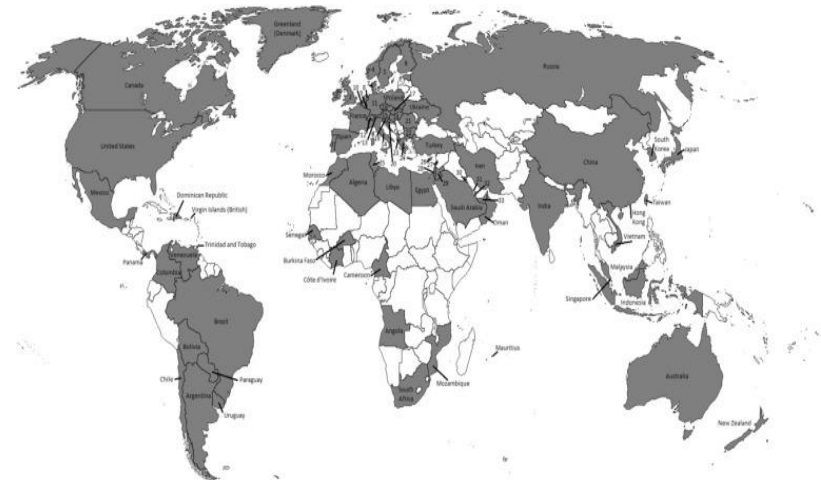 Greenland
(Denmark)
Canada
United States
Mexico
Dominican Republic
Virgin Islands (British)
Trinidad and Tobago
Panama
Venezuela
Colombia
Brazil
Bolivia
Chile
Paraguay
Argentina
Uruguay
Russia
Poland
Ukraine
France
Spain
Turkey
Morocco
Algeria
Libya
Egypt
Iran
Saudi Arabia
Oman
Senegal
Burkina Faso
Côte d'Ivoire
Cameroon
Angola
South
Africa
Mozambique
Mauritius
China
India
South
Korea
Japan
Taiwan
Hong
Kong
Vietnam
Malaysia
Singapore
Indonesia
Australia
New Zealand